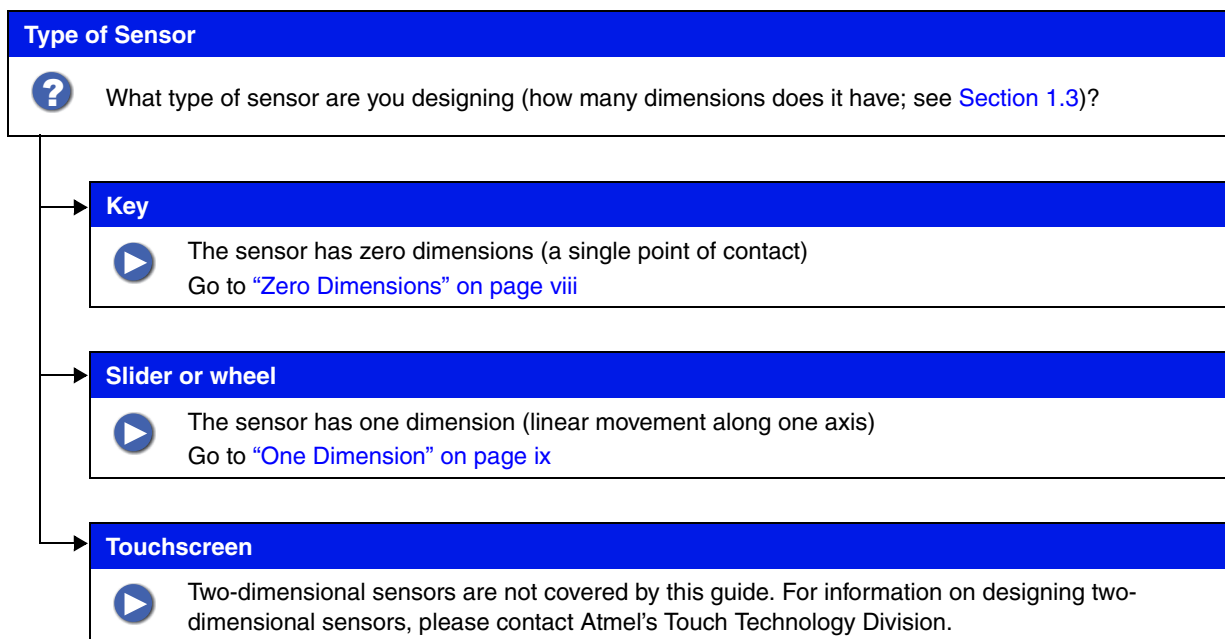 Type of Sensor
? What type of sensor are you designing (how many dimensions does it have; see Section 1.3)?
Key
The sensor has zero dimensions (a single point of contact)
Go to “Zero Dimensions” on page viii
Slider or wheel
The sensor has one dimension (linear movement along one axis)
Go to “One Dimension” on page ix
Touchscreen
Two-dimensional sensors are not covered by this guide. For information on designing two-
dimensional sensors, please contact Atmel’s Touch Technology Division.